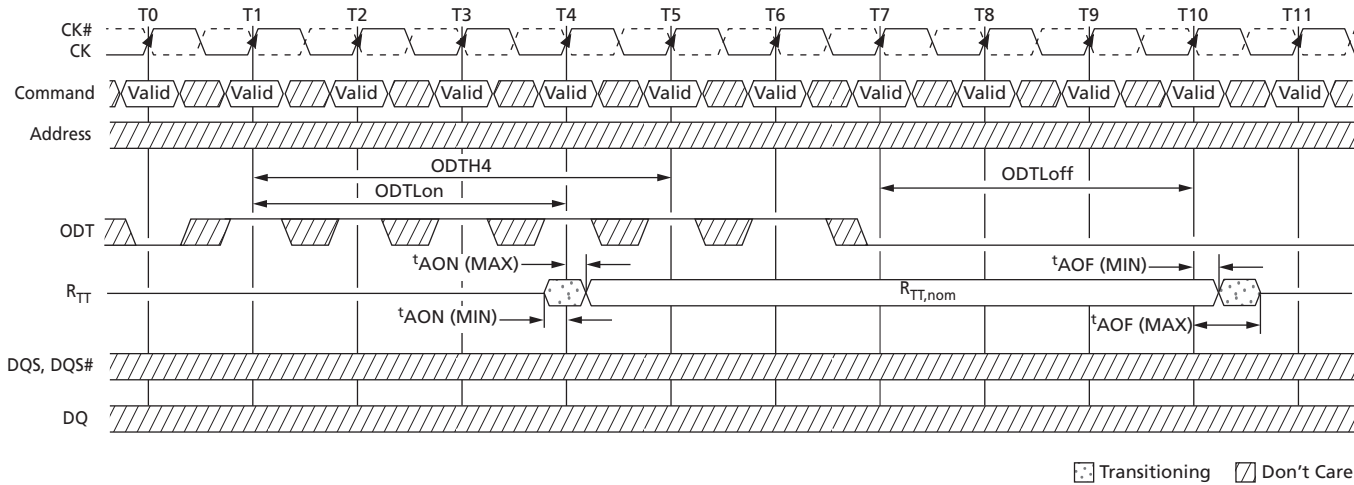 T0 T1 T2 T3 T4 T5 T6 T7 T8 T9 T10 T11
CK#
CK
Command Valid Valid Valid Valid Valid Valid Valid Valid Valid Valid Valid Valid
Address
ODTH4
ODTLon
ODTLoff
ODT
tAON (MAX)
tAOF (MIN)
RTT
RTT,nom
tAON (MIN)
tAOF (MAX)
DQS, DQS#
DQ
Transitioning Don't Care